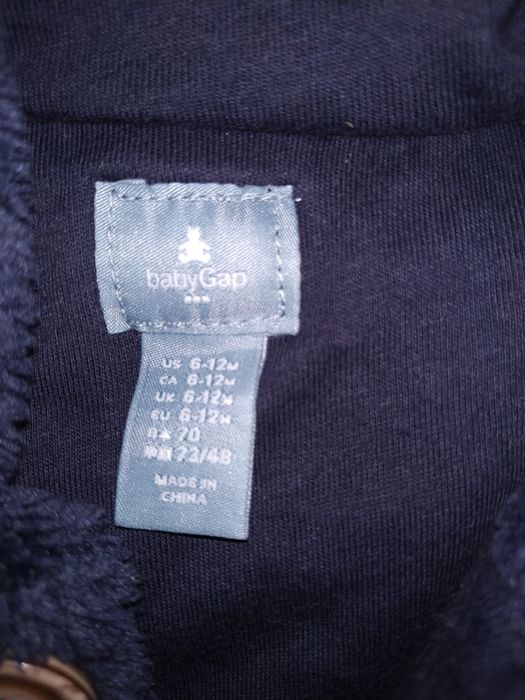 babyGap
US 6-12M
CA 6-12M
UK 6-12M
EU 6-12M
70
73/48
MADE IN
CHINA